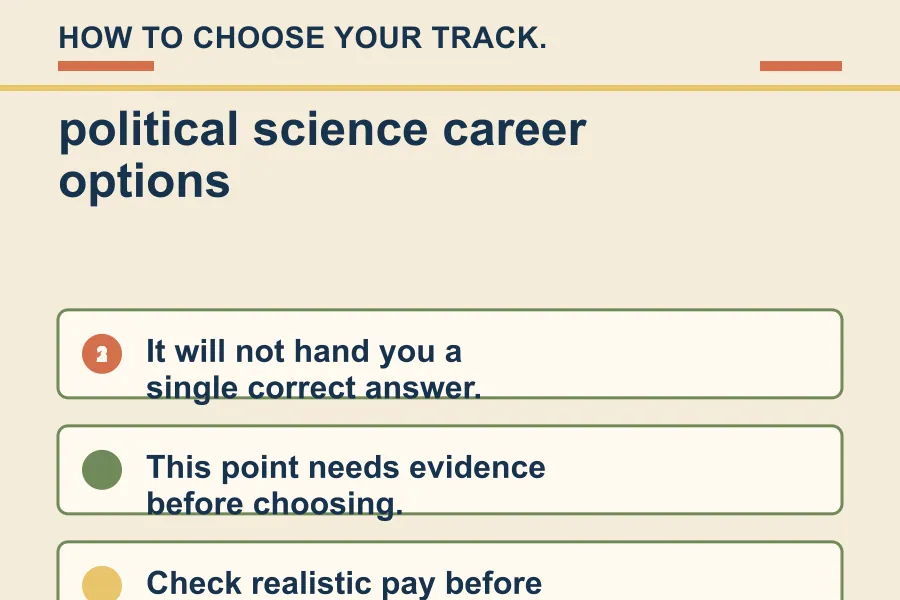 HOW TO CHOOSE YOUR TRACK.
political science career
options
It will not hand you a
single correct answer.
This point needs evidence
before choosing.
Check realistic pay before